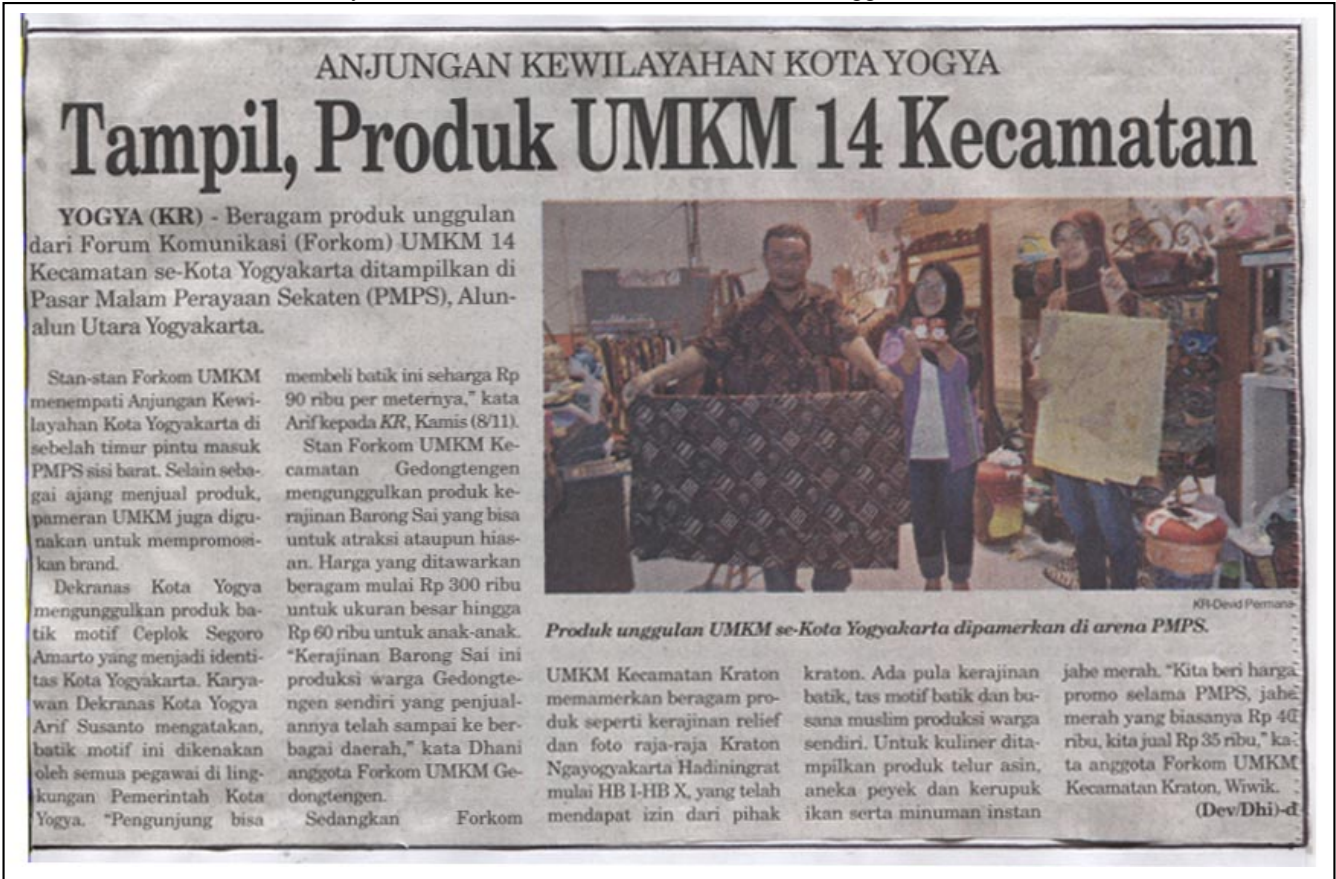 ANJUNGAN KEWILAYAHAN KOTA YOGYA
Tampil, Produk UMKM 14 Kecamatan
YOGYA (KR) - Beragam produk unggulan
dari Forum Komunikasi (Forkom) UMKM 14
Kecamatan se-Kota Yogyakarta ditampilkan di
Pasar Malam Perayaan Sekaten (PMPS), Alun-
alun Utara Yogyakarta.
Stan-stan Forkom UMKM
menempati Anjungan Kewi-
layahan Kota Yogyakarta di
sebelah timur pintu masuk
PMPS sisi barat. Selain seba-
gai ajang menjual produk,
pameran UMKM juga digu-
nakan untuk mempromosi-
kan brand.
Dekranas Kota Yogya
mengunggulkan produk ba-
tik motif Ceplok Segoro
Amarto yang menjadi identi-
tas Kota Yogyakarta. Karya-
wan Dekranas Kota Yogya
Arif Susanto mengatakan,
batik motif ini dikenakan
oleh semua pegawai di ling-
kungan Pemerintah Kota
Yogya. "Pengunjung bisa
membeli batik ini seharga Rp
90 ribu per meternya," kata
Arif kepada KR, Kamis (8/11).
Stan Forkom UMKM Ke-
camatan Gedongtengen
mengunggulkan produk ke-
rajinan Barong Sai yang bisa
untuk atraksi ataupun hias-
an. Harga yang ditawarkan
beragam mulai Rp 300 ribu
untuk ukuran besar hingga
Rp 60 ribu untuk anak-anak.
"Kerajinan Barong Sai ini
produksi warga Gedongte-
ngen sendiri yang penjual-
annya telah sampai ke ber-
bagai daerah," kata Dhani
anggota Forkom UMKM Ge-
dongtengen.
Sedangkan Forkom
KR-Devid Permana
Produk unggulan UMKM se-Kota Yogyakarta dipamerkan di arena PMPS.
UMKM Kecamatan Kraton
memamerkan beragam pro-
duk seperti kerajinan relief
dan foto raja-raja Kraton
Ngayogyakarta Hadiningrat
mulai HB I-HB X, yang telah
mendapat izin dari pihak
kraton. Ada pula kerajinan
batik, tas motif batik dan bu-
sana muslim produksi warga
sendiri. Untuk kuliner dita-
mpilkan produk telur asin,
aneka peyek dan kerupuk
ikan serta minuman instan
jahe merah. "Kita beri harga
promo selama PMPS, jahe
merah yang biasanya Rp 40
ribu, kita jual Rp 35 ribu," ka-
ta anggota Forkom UMKM
Kecamatan Kraton, Wiwik.
(Dev/Dhi)-d